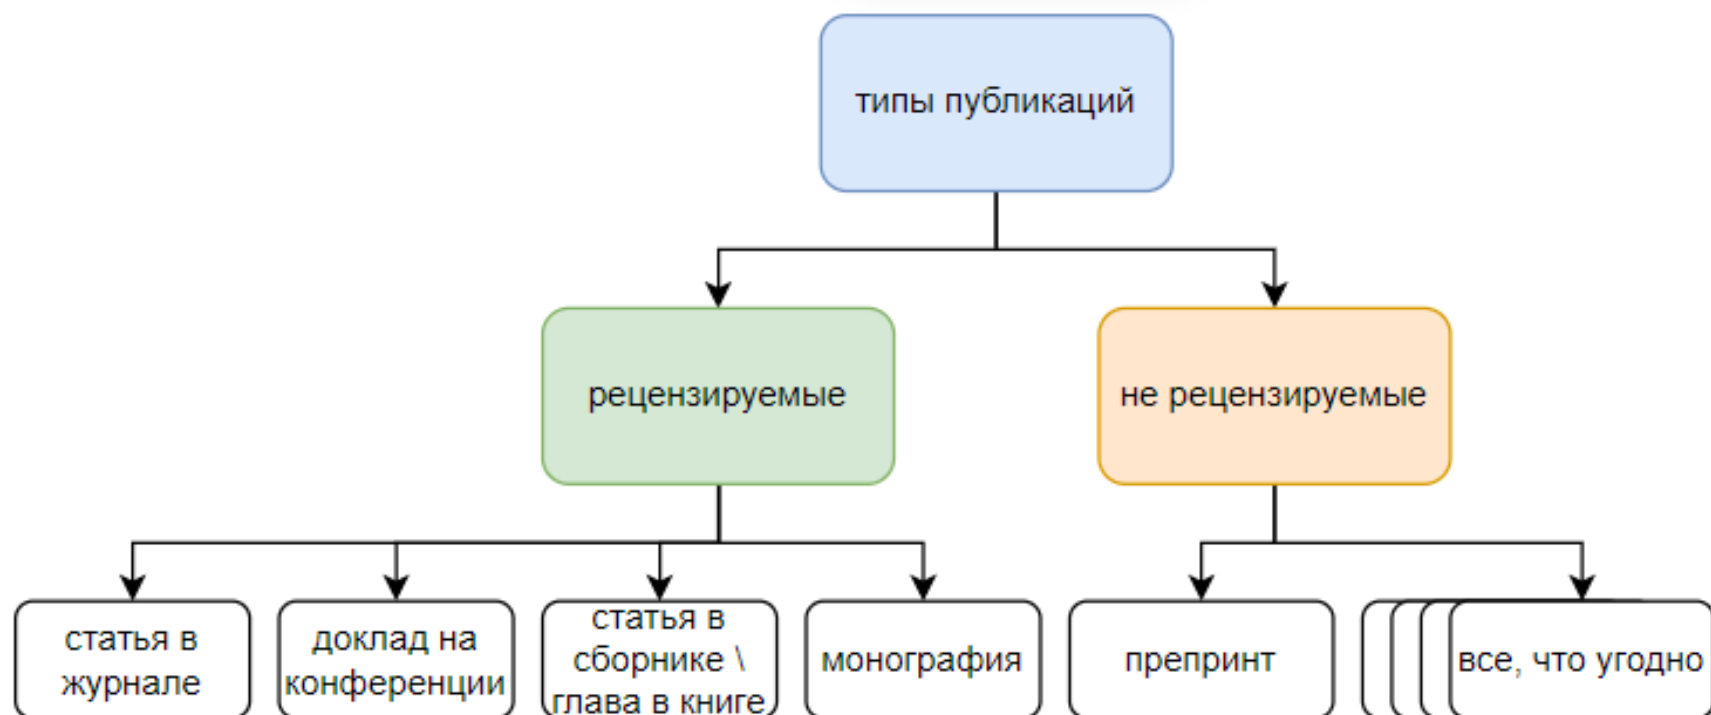 типы публикаций
рецензируемые
не рецензируемые
статья в
журнале
доклад на
конференции
статья в
сборнике \
глава в книге
монография
препринт
все, что угодно